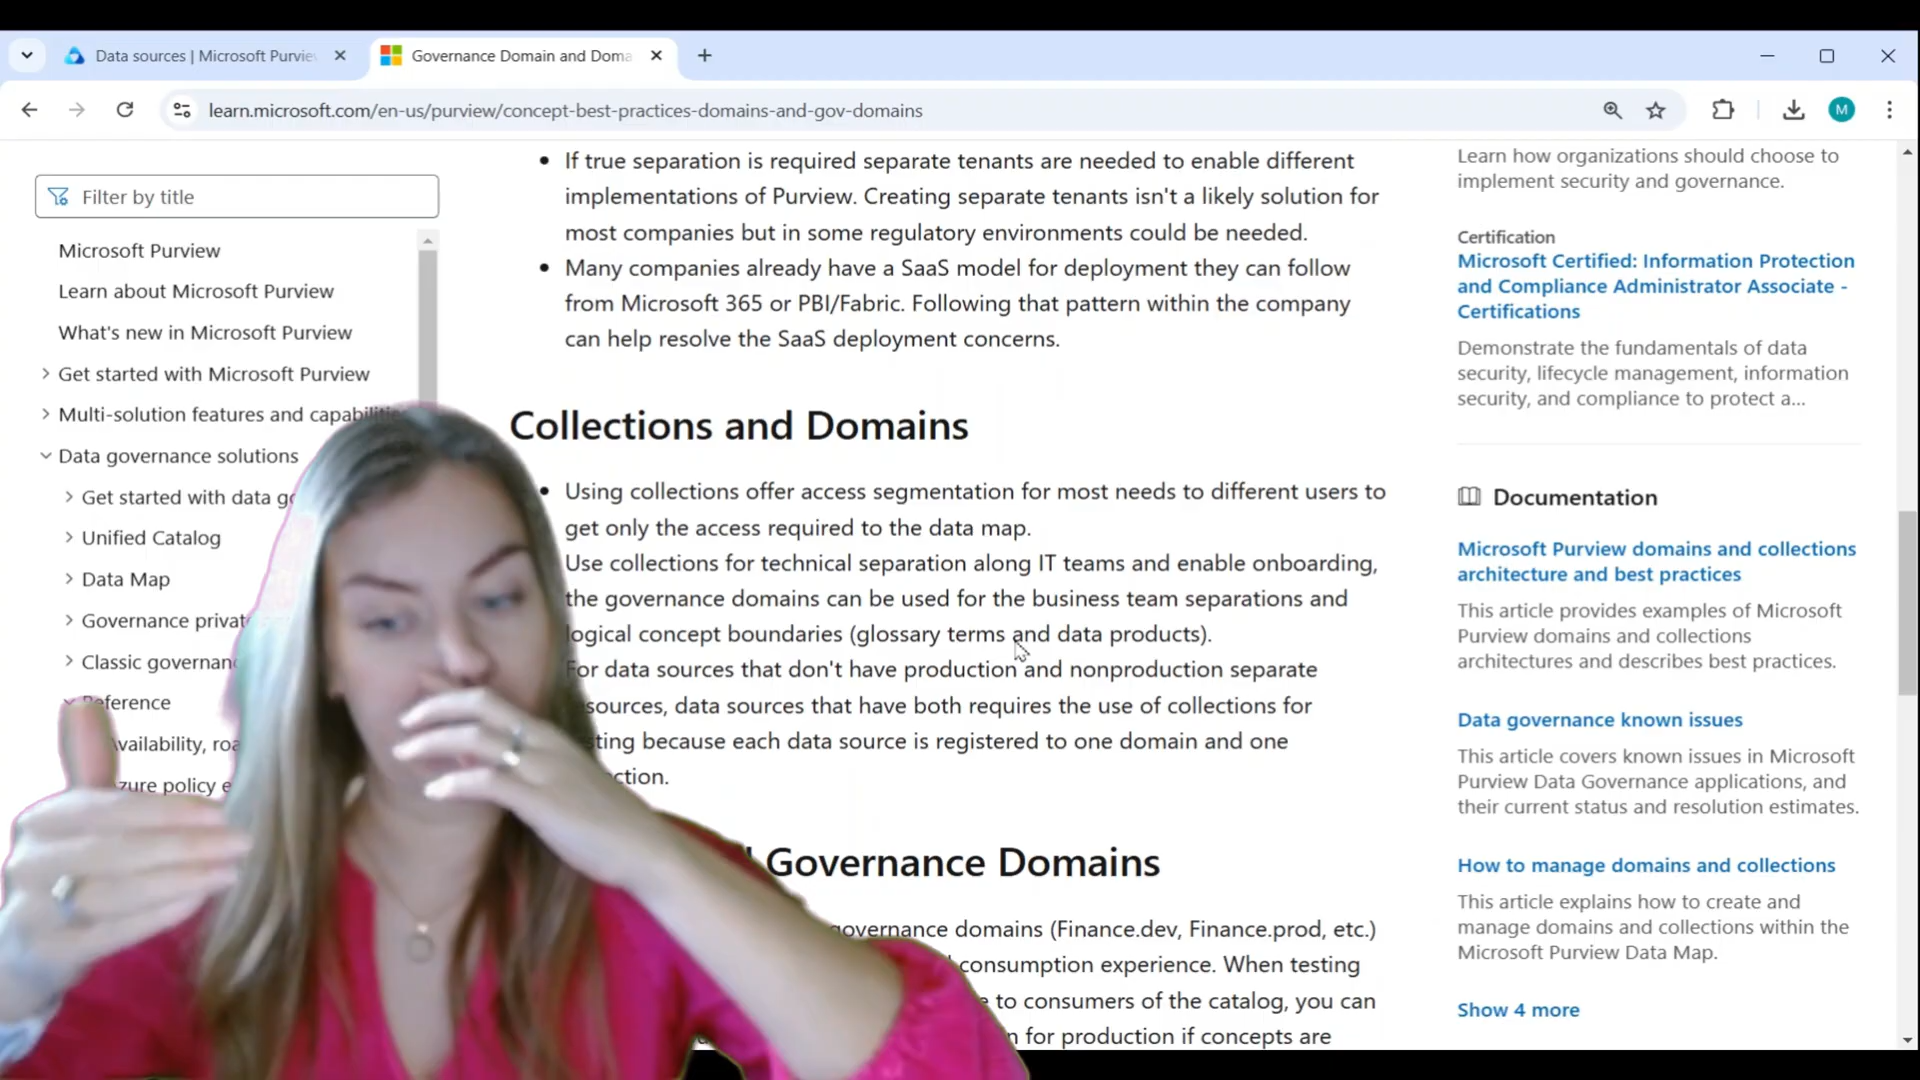 Data sources | Microsoft Purvie
Governance Domain and Doma
learn.microsoft.com/en-us/purview/concept-best-practices-domains-and-gov-domains
M
Filter by title
Microsoft Purview
Learn about Microsoft Purview
What's new in Microsoft Purview
Get started with Microsoft Purview
Multi-solution features and capabilitie
Data governance solutions
Get started with data go
Unified Catalog
Data Map
Governance privat
Classic governanc
Reference
Availability, roa
zure policy e
If true separation is required separate tenants are needed to enable different
implementations of Purview. Creating separate tenants isn't a likely solution for
most companies but in some regulatory environments could be needed.
Many companies already have a SaaS model for deployment they can follow
from Microsoft 365 or PBI/Fabric. Following that pattern within the company
can help resolve the SaaS deployment concerns.
Collections and Domains
Using collections offer access segmentation for most needs to different users to
get only the access required to the data map.
Use collections for technical separation along IT teams and enable onboarding,
the governance domains can be used for the business team separations and
logical concept boundaries (glossary terms and data products).
For data sources that don't have production and nonproduction separate
sources, data sources that have both requires the use of collections for
sting because each data source is registered to one domain and one
ction.
Governance Domains
governance domains (Finance.dev, Finance.prod, etc.)
consumption experience. When testing
e to consumers of the catalog, you can
n for production if concepts are
Learn how organizations should choose to
implement security and governance.
Certification
Microsoft Certified: Information Protection
and Compliance Administrator Associate -
Certifications
Demonstrate the fundamentals of data
security, lifecycle management, information
security, and compliance to protect a...
Documentation
Microsoft Purview domains and collections
architecture and best practices
This article provides examples of Microsoft
Purview domains and collections
architectures and describes best practices.
Data governance known issues
This article covers known issues in Microsoft
Purview Data Governance applications, and
their current status and resolution estimates.
How to manage domains and collections
This article explains how to create and
manage domains and collections within the
Microsoft Purview Data Map.
Show 4 more